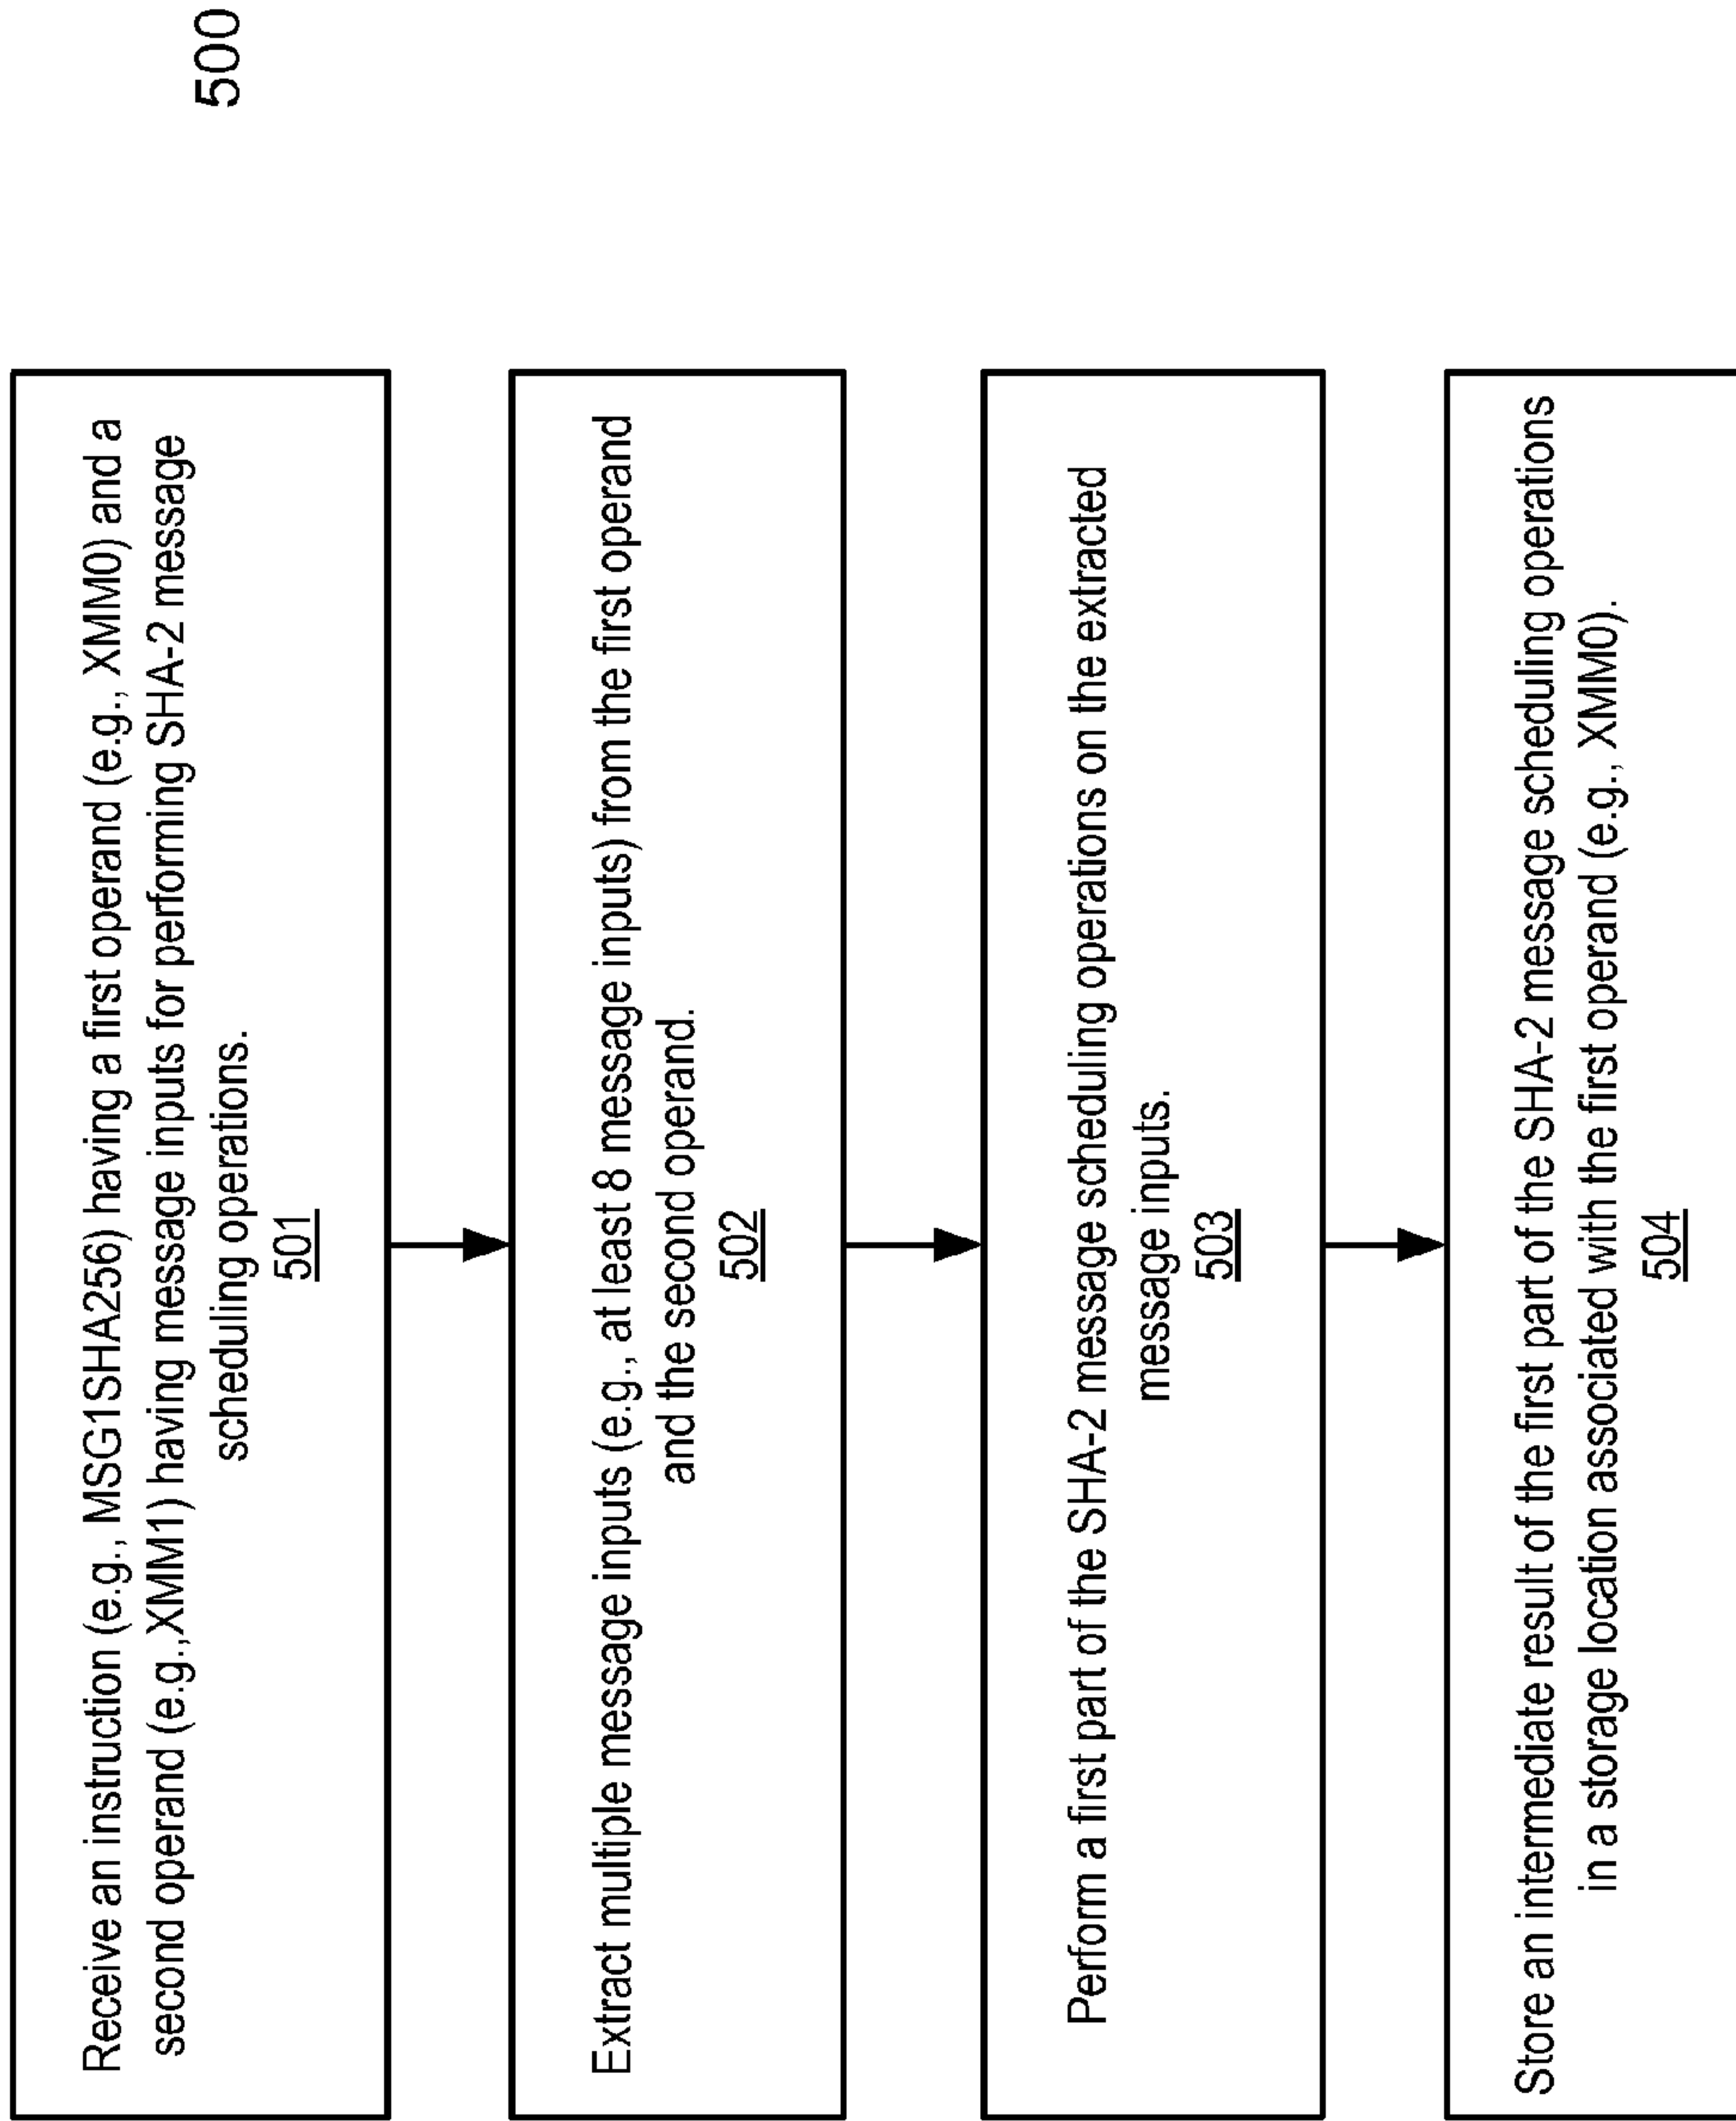 500
Receive an instruction (e.g., MSG1SHA256) having a first operand (e.g., XMM0) and a
second operand (e.g.,XMM1) having message inputs for performing SHA-2 message
scheduling operations.
501
Extract multiple message inputs (e.g., at least 8 message inputs) from the first operand
and the second operand.
502
Perform a first part of the SHA-2 message scheduling operations on the extracted
message inputs.
503
Store an intermediate result of the first part of the SHA-2 message scheduling operations
in a storage location associated with the first operand (e.g., XMM0).
504